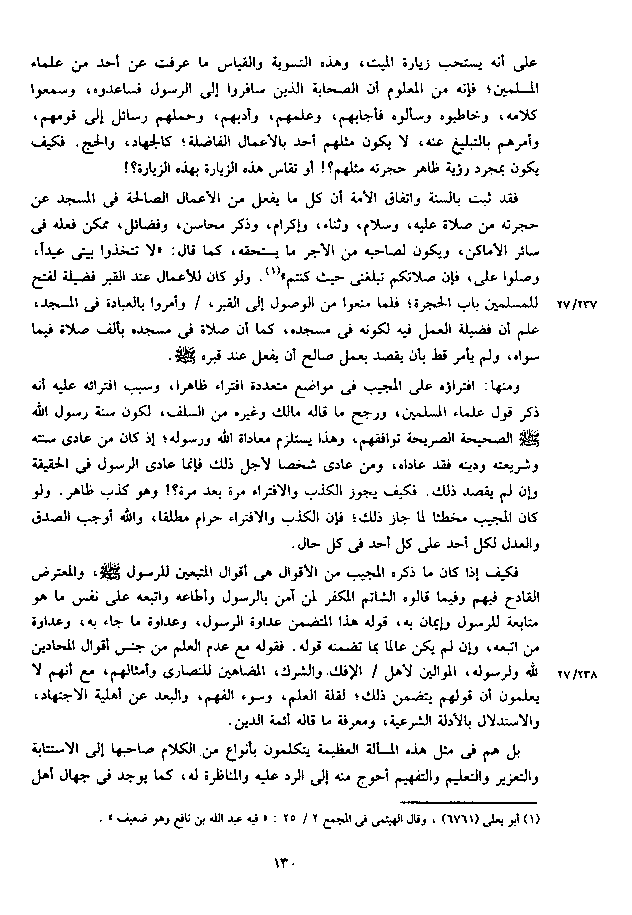 على أنه يستحب زيارة الميت، وهذه التسوية والقياس ما عرفت عن أحد من علماء
المسلمين؛ فإنه من المعلوم أن الصحابة الذين سافروا إلى الرسول فساعدوه، وسمعوا
كلامه، وخاطبوه وسألوه فأجابهم، وعلمهم، وأدبهم، وحملهم رسائل إلى قومهم،
وأمرهم بالتبليغ عنه، لا يكون مثلهم أحد بالأعمال الفاضلة؛ كالجهاد، والحج. فكيف
يكون بمجرد رؤية ظاهر حجرته مثلهم؟! أو تقاس هذه الزيارة بهذه الزيارة؟!
فقد ثبت بالسنة واتفاق الأمة أن كل ما يفعل من الأعمال الصالحة فى المسجد عن
حجرته من صلاة عليه، وسلام، وثناء، وإكرام، وذكر محاسن، وفضائل، ممكن فعله فى
سائر الأماكن، ويكون لصاحبه من الأجر ما يستحقه، كما قال: «لا تتخذوا بيتى عيداً،
وصلوا على، فإن صلاتكم تبلغنى حيث كنتم»(١). ولو كان للأعمال عند القبر فضيلة لفتح
٢٧/٢٣٧ للمسلمين باب الحجرة؛ فلما منعوا من الوصول إلى القبر، / وأمروا بالعبادة فى المسجد،
علم أن فضيلة العمل فيه لكونه فى مسجده، كما أن صلاة فى مسجده بألف صلاة فيما
سواه، ولم يأمر قط بأن يقصد بعمل صالح أن يفعل عند قبره ﷺ.
ومنها: افتراؤه على المجيب فى مواضع متعددة افتراء ظاهرا، وسبب افترائه عليه أنه
ذكر قول علماء المسلمين، ورجح ما قاله مالك وغيره من السلف، لكون سنة رسول الله
ﷺ الصحيحة الصريحة توافقهم، وهذا يستلزم معاداة الله ورسوله؛ إذ كان من عادى سنته
وشريعته ودينه فقد عاداه، ومن عادى شخصا لأجل ذلك فإنما عادى الرسول فى الحقيقة
وإن لم يقصد ذلك. فكيف يجوز الكذب والافتراء مرة بعد مرة؟! وهو كذب ظاهر. ولو
كان المجيب مخطئا لما جاز ذلك؛ فإن الكذب والافتراء حرام مطلقا، والله أوجب الصدق
والعدل لكل أحد على كل أحد فى كل حال.
فكيف إذا كان ما ذكره المجيب من الأقوال هى أقوال المتبعين للرسول ﷺ، والمعترض
القادح فيهم وفيما قالوه الشاتم المكفر لمن آمن بالرسول وأطاعه واتبعه على نفس ما هو
متابعة للرسول وإيمان به، قوله هذا المتضمن عداوة الرسول، وعداوة ما جاء به، وعداوة
من اتبعه، وإن لم يكن عالما بما تضمنه قوله. فقوله مع عدم العلم من جنس أقوال المحادين
٢٧/٢٣٨ لله ولرسوله، الموالين لأهل / الإفك والشرك، المضاهين للنصارى وأمثالهم، مع أنهم لا
يعلمون أن قولهم يتضمن ذلك؛ لقلة العلم، وسوء الفهم، والبعد عن أهلية الاجتهاد،
والاستدلال بالأدلة الشرعية، ومعرفة ما قاله أئمة الدين.
بل هم فى مثل هذه المسألة العظيمة يتكلمون بأنواع من الكلام صاحبها إلى الاستتابة
والتعزير والتعليم والتفهيم أحوج منه إلى الرد عليه والمناظرة له، كما يوجد فى جهال أهل
(١) أبو يعلى (٦٧٦١) ، وقال الهيثمى فى المجمع ٢ / ٢٥ : « فيه عبد الله بن نافع وهو ضعيف » .
١٣٠